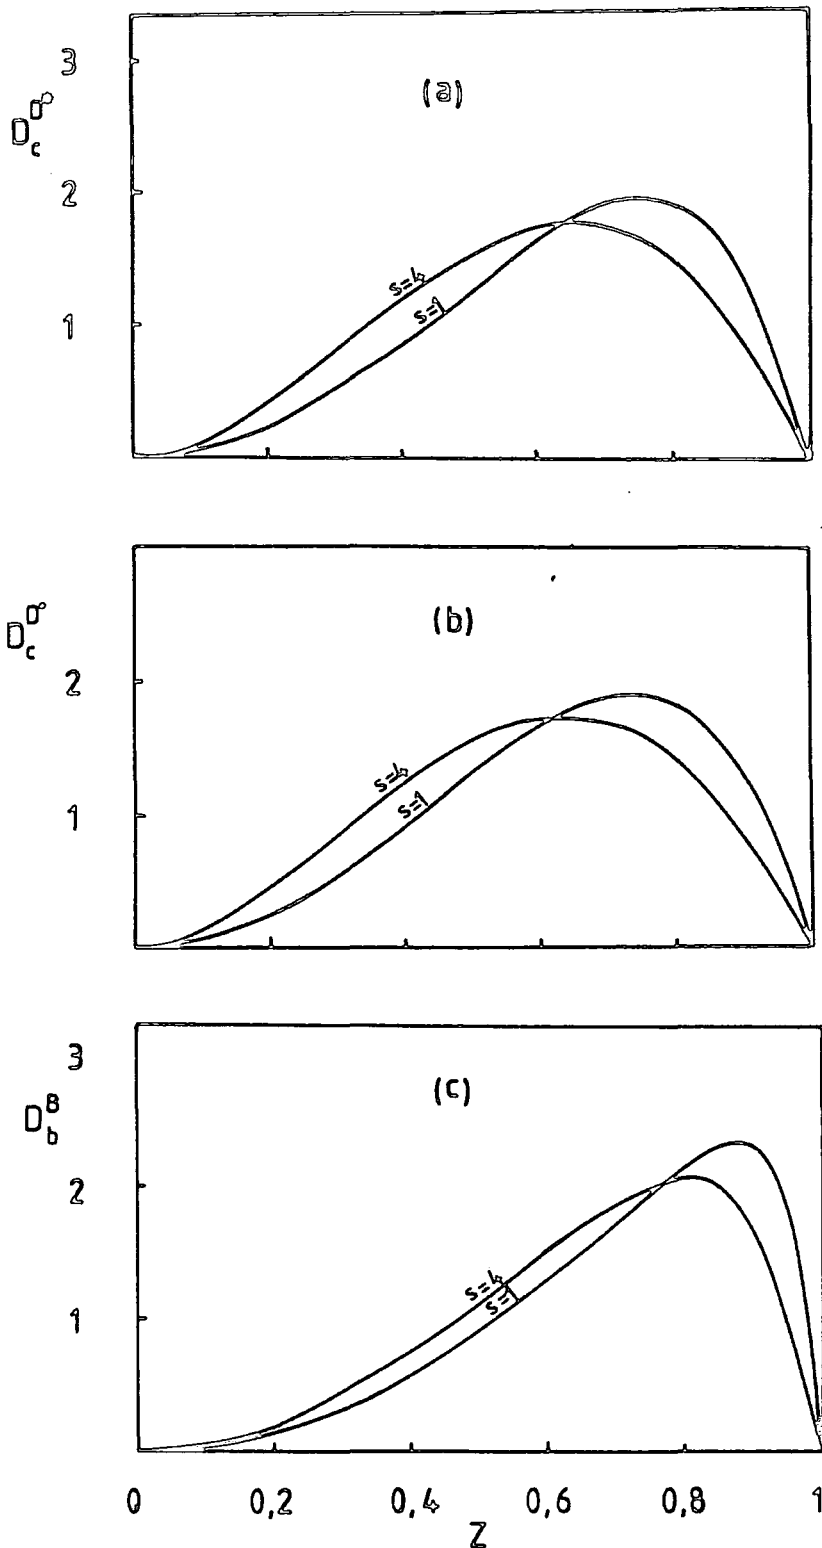 3
(a)
D_c^{D*°}
2
s=4
s=1
1
(b)
D_c^{D°}
2
s=4
s=1
1
3
(c)
D_b^B
2
s=4
s=1
1
0 0,2 0,4 0,6 0,8 1
Z